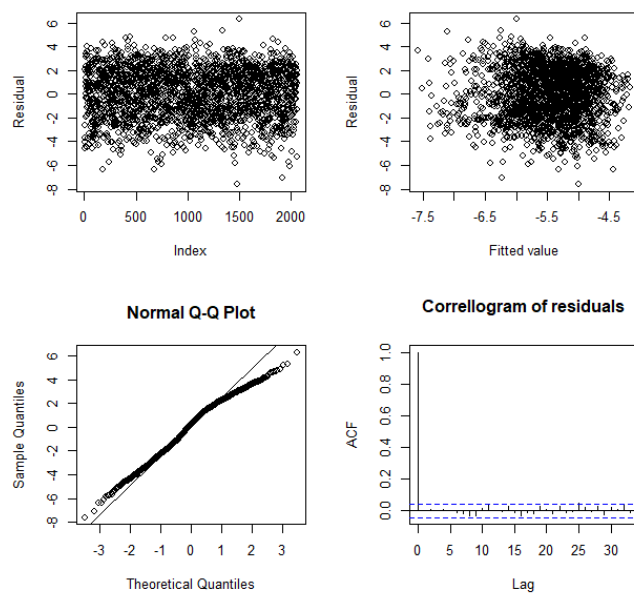 Residual
6
4
2
0
-2
-4
-6
-8
0 500 1000 1500 2000
Index
Residual
6
4
2
0
-2
-4
-6
-8
-7.5 -6.5 -5.5 -4.5
Fitted value
Normal Q-Q Plot
Sample Quantiles
6
4
2
0
-2
-4
-6
-8
-3 -2 -1 0 1 2 3
Theoretical Quantiles
Correllogram of residuals
ACF
1.0
0.8
0.6
0.4
0.2
0.0
0 5 10 15 20 25 30
Lag